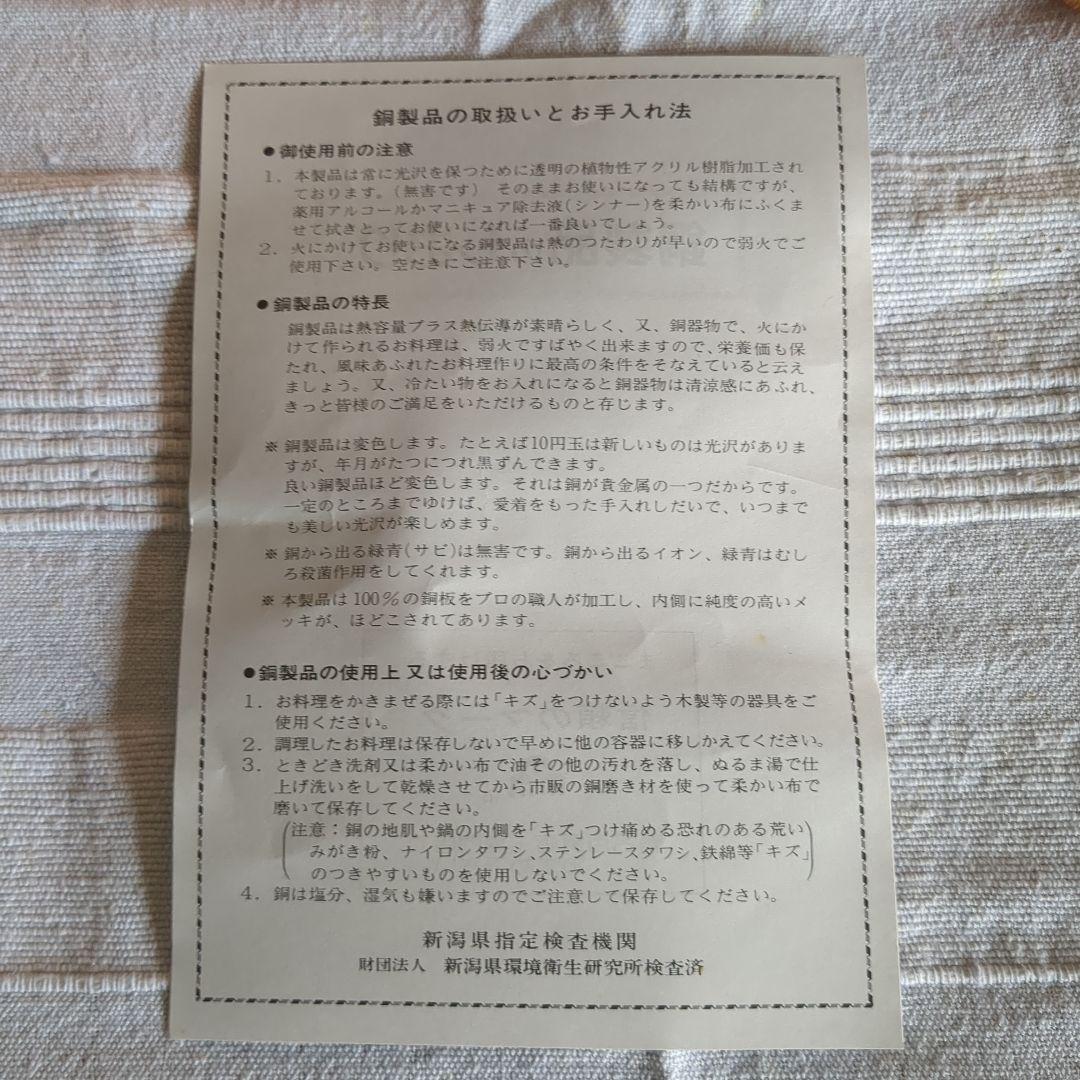 銅製品の取扱いとお手入れ法
●御使用前の注意
1. 本製品は常に光沢を保つために透明の植物性アクリル樹脂加工され
ております。(無害です) そのままお使いになっても結構ですが、
薬用アルコールかマニキュア除去液(シンナー)を柔かい布にふくま
せて拭きとってお使いになれば一番良いでしょう。
2. 火にかけてお使いになる銅製品は熱のつたわりが早いので弱火でご
使用下さい。空だきにご注意下さい。
●銅製品の特長
銅製品は熱容量プラス熱伝導が素晴らしく、又、銅器物で、火にか
けて作られるお料理は、弱火ですばやく出来ますので、栄養価も保
たれ、風味あふれたお料理作りに最高の条件をそなえていると云え
ましょう。又、冷たい物をお入れになると銅器物は清涼感にあふれ、
きっと皆様のご満足をいただけるものと存じます。
※ 銅製品は変色します。たとえば10円玉は新しいものは光沢がありま
すが、年月がたつにつれ黒ずんできます。
良い銅製品ほど変色します。それは銅が貴金属の一つだからです。
一定のところまでゆけば、愛着をもった手入れしだいで、いつまで
も美しい光沢が楽しめます。
※ 銅から出る緑青(サビ)は無害です。銅から出るイオン、緑青はむし
ろ殺菌作用をしてくれます。
※ 本製品は100%の銅板をプロの職人が加工し、内側に純度の高いメ
ッキが、ほどこされてあります。
●銅製品の使用上又は使用後の心づかい
1. お料理をかきまぜる際には「キズ」をつけないよう木製等の器具をご
使用ください。
2. 調理したお料理は保存しないで早めに他の容器に移しかえてください。
3. ときどき洗剤又は柔かい布で油その他の汚れを落し、ぬるま湯で仕
上げ洗いをして乾燥させてから市販の銅磨き材を使って柔かい布で
磨いて保存してください。
(注意：銅の地肌や鍋の内側を「キズ」つけ痛める恐れのある荒い
みがき粉、ナイロンタワシ、ステンレースタワシ、鉄綿等「キズ」
のつきやすいものを使用しないでください。)
4. 銅は塩分、湿気も嫌いますのでご注意して保存してください。
新潟県指定検査機関
財団法人 新潟県環境衛生研究所検査済